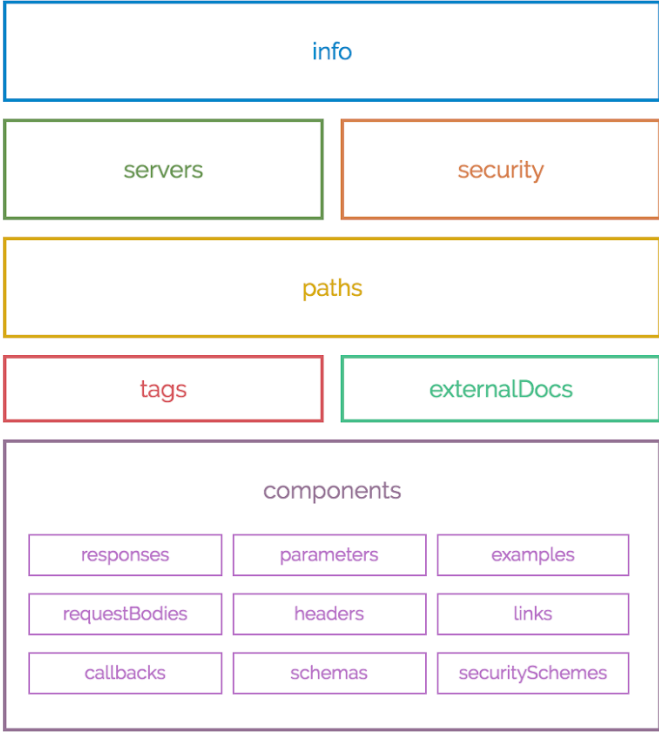 info
servers
security
paths
tags
externalDocs
components
responses
parameters
examples
requestBodies
headers
links
callbacks
schemas
securitySchemes